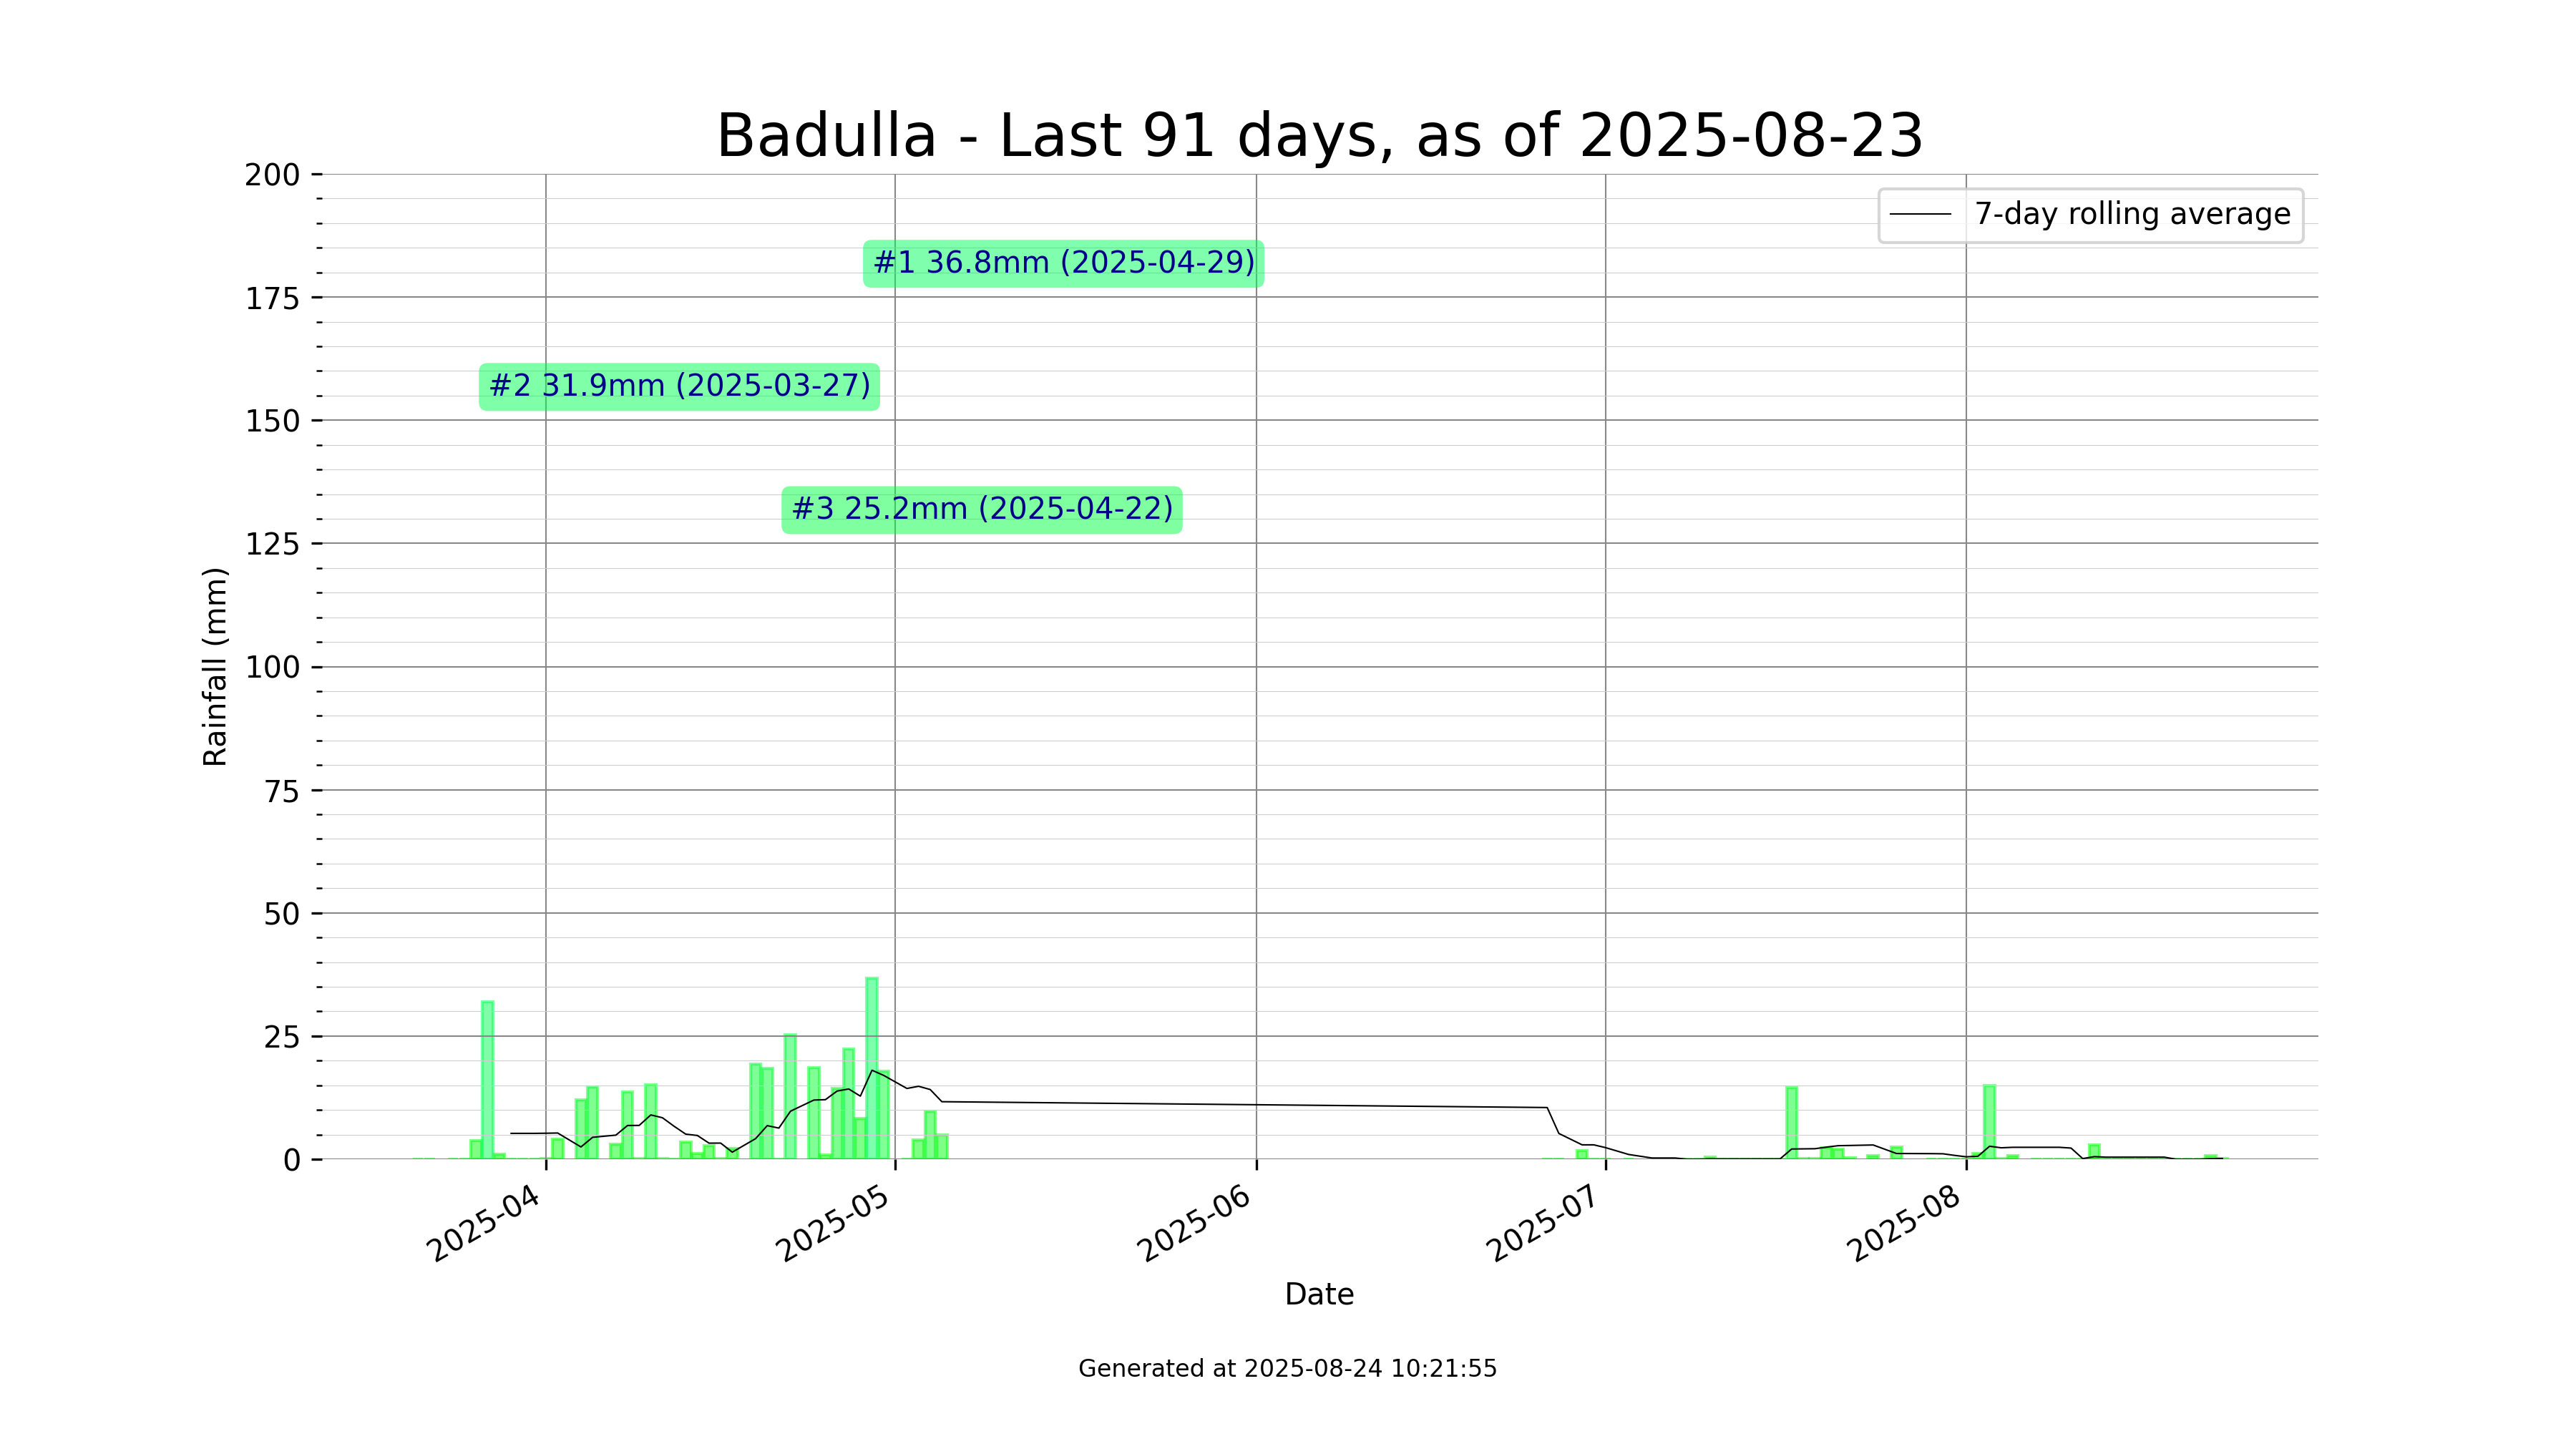 Badulla - Last 91 days, as of 2025-08-23
200
175
150
125
100
75
50
25
0
Rainfall (mm)
7-day rolling average
#1 36.8mm (2025-04-29)
#2 31.9mm (2025-03-27)
#3 25.2mm (2025-04-22)
2025-04
2025-05
2025-06
2025-07
2025-08
Date
Generated at 2025-08-24 10:21:55